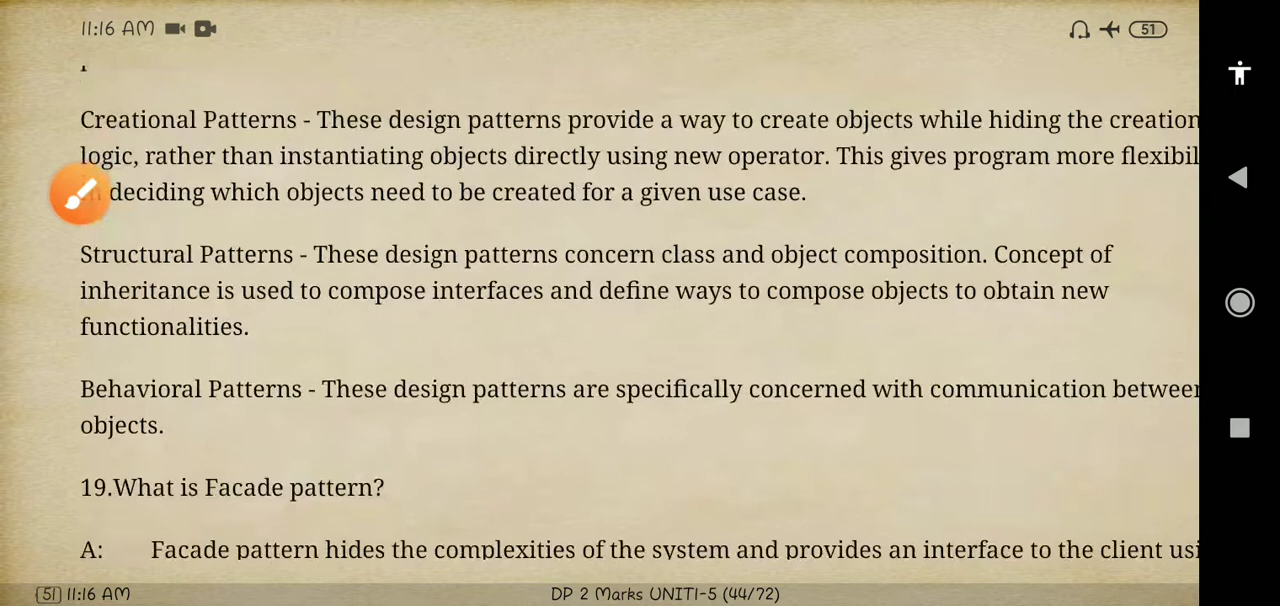 11:16 AM
51
Creational Patterns - These design patterns provide a way to create objects while hiding the creation
logic, rather than instantiating objects directly using new operator. This gives program more flexibil
deciding which objects need to be created for a given use case.
Structural Patterns - These design patterns concern class and object composition. Concept of
inheritance is used to compose interfaces and define ways to compose objects to obtain new
functionalities.
Behavioral Patterns - These design patterns are specifically concerned with communication between
objects.
19.What is Facade pattern?
A: Facade pattern hides the complexities of the system and provides an interface to the client usi
51 11:16 AM
DP 2 Marks UNIT1-5 (44/72)